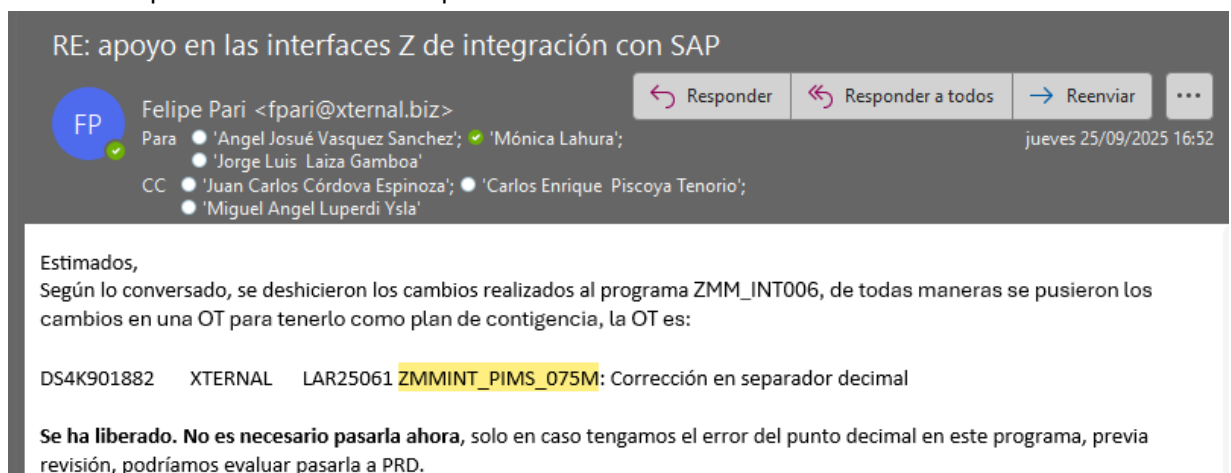 RE: apoyo en las interfaces Z de integración con SAP
Responder
Responder a todos
Reenviar
...
FP
Felipe Pari <fpari@xternal.biz>
Para 'Angel Josué Vasquez Sanchez'; 'Mónica Lahura';
jueves 25/09/2025 16:52
'Jorge Luis Laiza Gamboa'
CC 'Juan Carlos Córdova Espinoza'; 'Carlos Enrique Piscoya Tenorio';
'Miguel Angel Luperdi Ysla'
Estimados,
Según lo conversado, se deshicieron los cambios realizados al programa ZMM_INT006, de todas maneras se pusieron los
cambios en una OT para tenerlo como plan de contigencia, la OT es:
DS4K901882 XTERNAL LAR25061 ZMMINT_PIMS_075M: Corrección en separador decimal
Se ha liberado. No es necesario pasarla ahora, solo en caso tengamos el error del punto decimal en este programa, previa
revisión, podríamos evaluar pasarla a PRD.